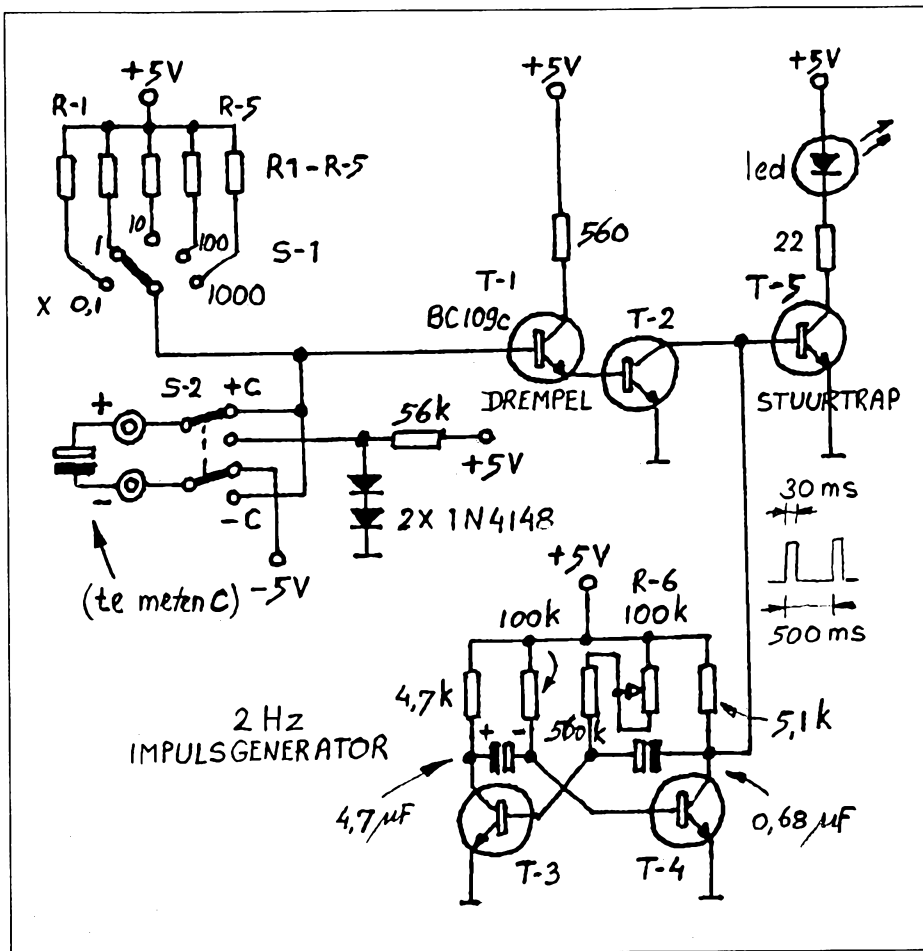 +5V
R-1
R-5
R1-R-5
1
10
100
S-1
X 0,1
1000
+5V
560
T-1
BC109c
DREMPEL
T-2
+5V
led
22
T-5
STUURTRAP
S-2
+C
+
-
-C
56k
+5V
2X 1N4148
-5V
(te meten C)
30 ms
500 ms
+5V
R-6
100k
100k
4,7k
560k
5,1k
2 Hz
IMPULSGENERATOR
+ -
4,7µF
0,68µF
T-3
T-4